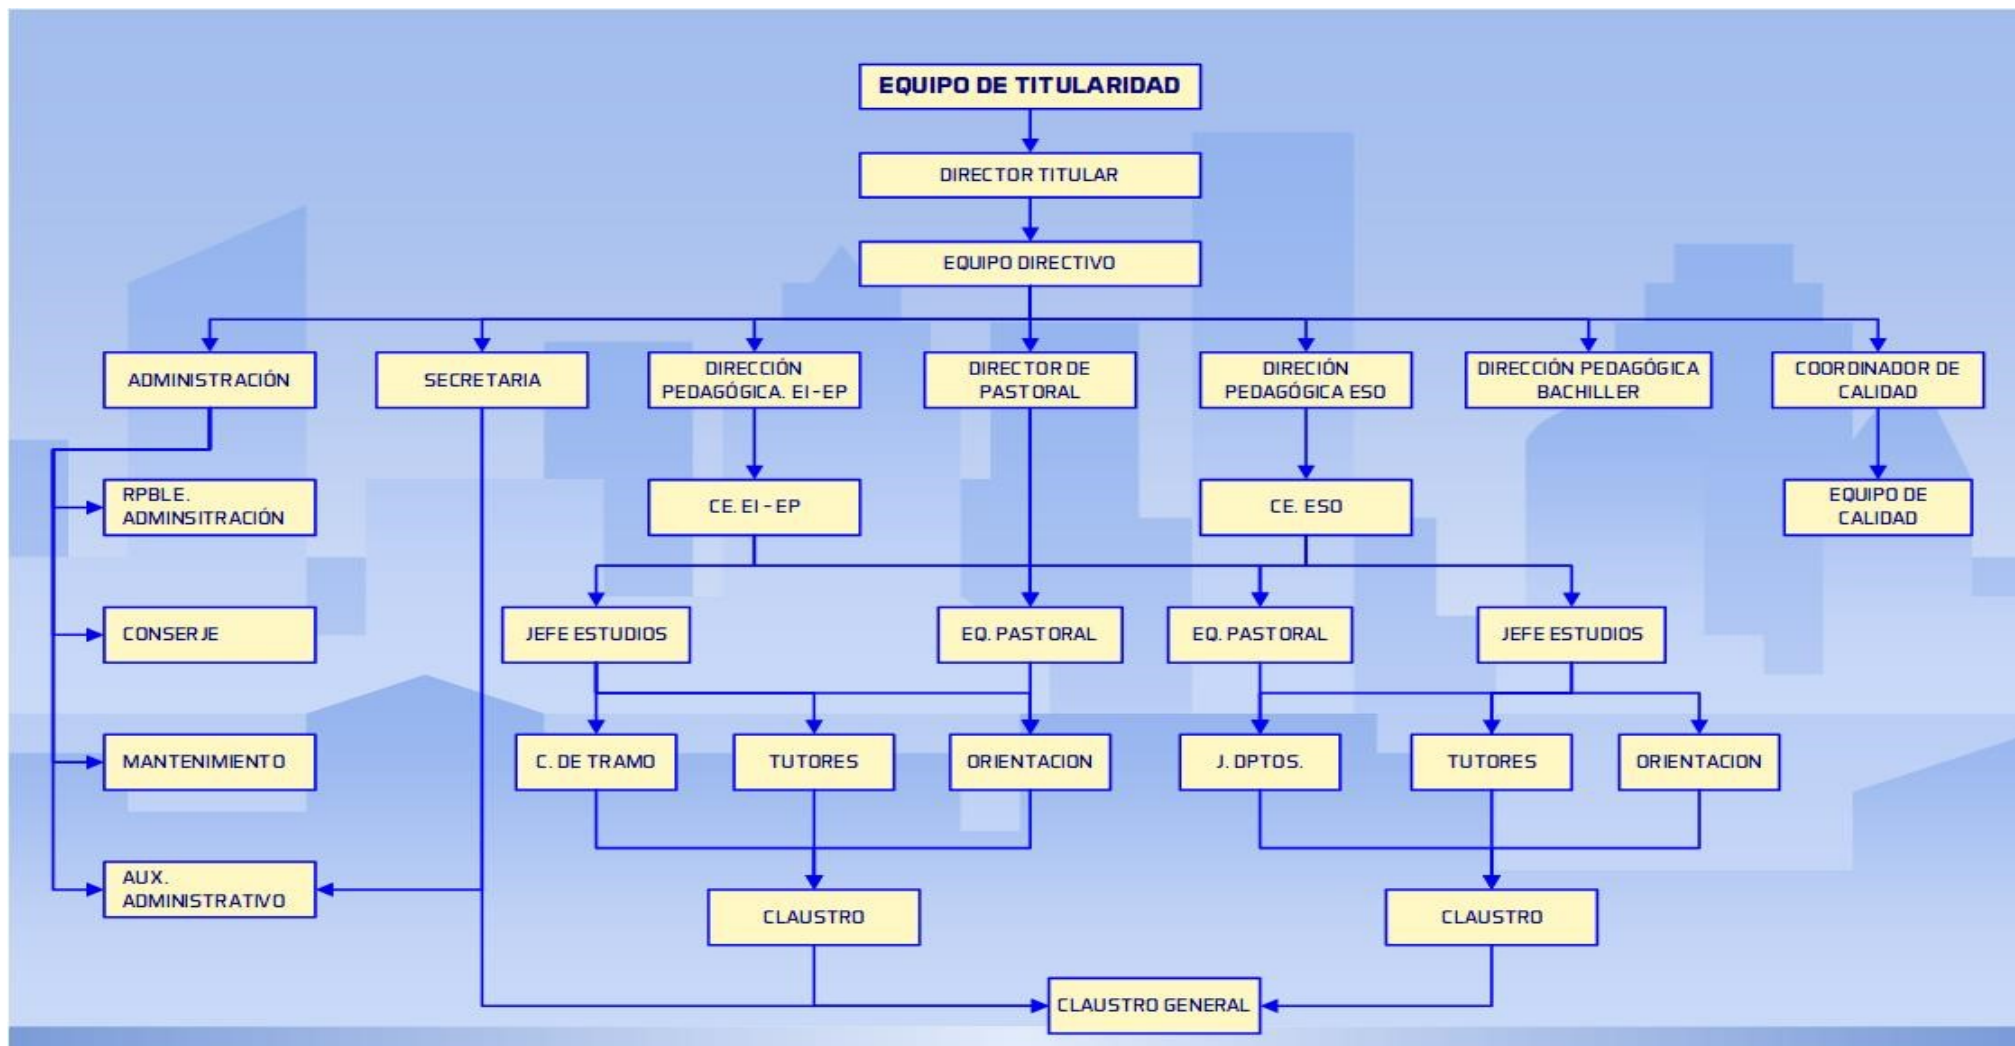 EQUIPO DE TITULARIDAD
DIRECTOR TITULAR
EQUIPO DIRECTIVO
ADMINISTRACIÓN
SECRETARIA
DIRECCIÓN
PEDAGÓGICA. EI - EP
DIRECTOR DE
PASTORAL
DIRECIÓN
PEDAGÓGICA ESO
DIRECCIÓN PEDAGÓGICA
BACHILLER
COORDINADOR DE
CALIDAD
RPBLE.
ADMINSITRACIÓN
CE. EI - EP
CE. ESO
EQUIPO DE
CALIDAD
CONSERJE
JEFE ESTUDIOS
EQ. PASTORAL
EQ. PASTORAL
JEFE ESTUDIOS
MANTENIMIENTO
C. DE TRAMO
TUTORES
ORIENTACION
J. DPTOS.
TUTORES
ORIENTACION
AUX.
ADMINISTRATIVO
CLAUSTRO
CLAUSTRO
CLAUSTRO GENERAL